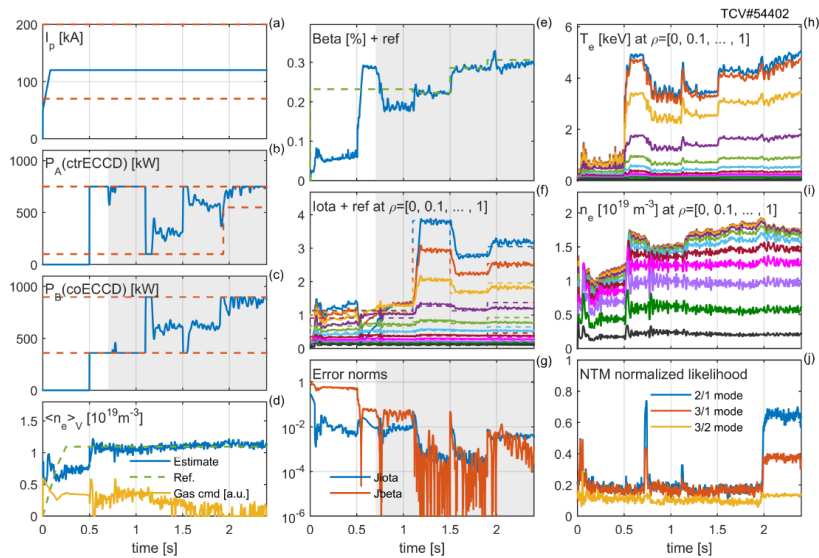 TCV#54402
(a)
I_p [kA]
200
150
100
50
0
(b)
P_A(ctrECCD) [kW]
1000
500
0
(c)
P_B(coECCD) [kW]
1000
500
0
(d)
<n_e>_V [10^19 m^-3]
1.5
1
0.5
0
Estimate
Ref.
Gas cmd [a.u.]
0 0.5 1 1.5 2
time [s]
(e)
Beta [%] + ref
0.3
0.2
0.1
0
(f)
Iota + ref at ρ=[0, 0.1, ... , 1]
4
3
2
1
0
(g)
Error norms
10^0
10^-2
10^-4
10^-6
Jiota
Jbeta
0 0.5 1 1.5 2
time [s]
(h)
T_e [keV] at ρ=[0, 0.1, ... , 1]
6
4
2
0
(i)
n_e [10^19 m^-3] at ρ=[0, 0.1, ... , 1]
2
1.5
1
0.5
0
(j)
NTM normalized likelihood
1
0.8
0.6
0.4
0.2
0
2/1 mode
3/1 mode
3/2 mode
0 0.5 1 1.5 2
time [s]